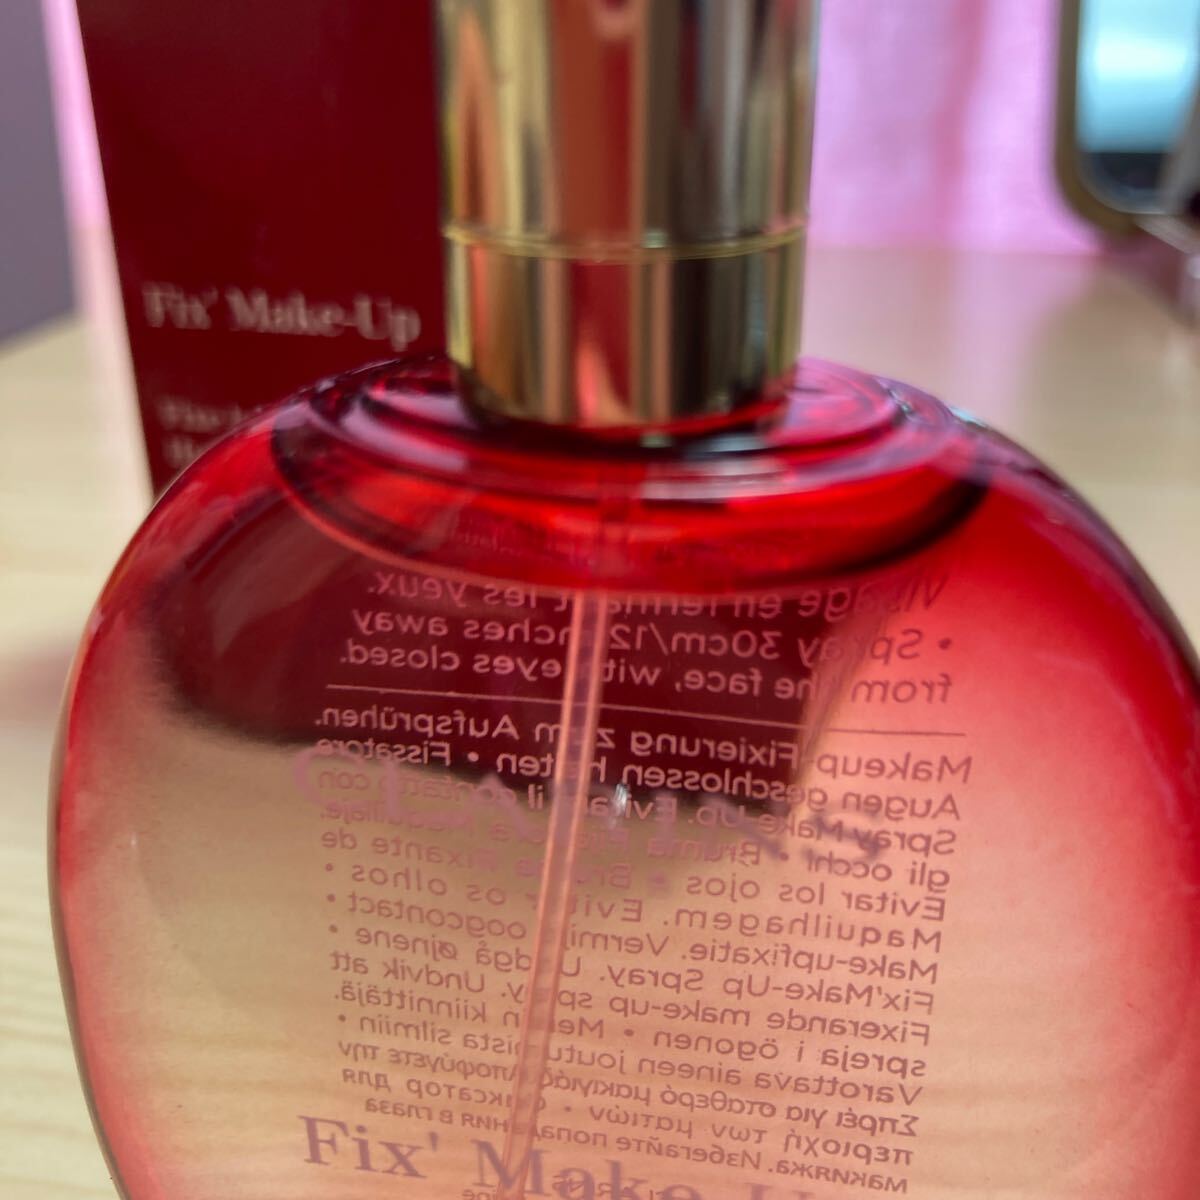 Fix' Make-Up
Visage en fermant les yeux.
• Spray 30cm/12 inches away
from the face, with eyes closed.
Makeup-Fixierung zum Aufsprühen.
Augen geschlossen halten • Fissatore
Spray Make-Up. Evitare il contatto con
gli occhi • Bruma Fijadora Maquillaje.
Evitar los ojos • Brume Fixante de
Maquilhagem. Evitar os olhos •
Make-upfixatie. Vermijd oogcontact •
Fix'Make-Up Spray. Undgå øjnene •
Fixerande make-up spray. Undvik att
spreja i ögonen • Meikin kiinnittäjä.
Varottava aineen joutumista silmiin •
Σπρέι για σταθερό μακιγιάζ. Αποφύγετε την
περιοχή των ματιών • Фиксатор для
макияжа. Избегайте попадания в глаза
CLARINS
Fix' Make-Up